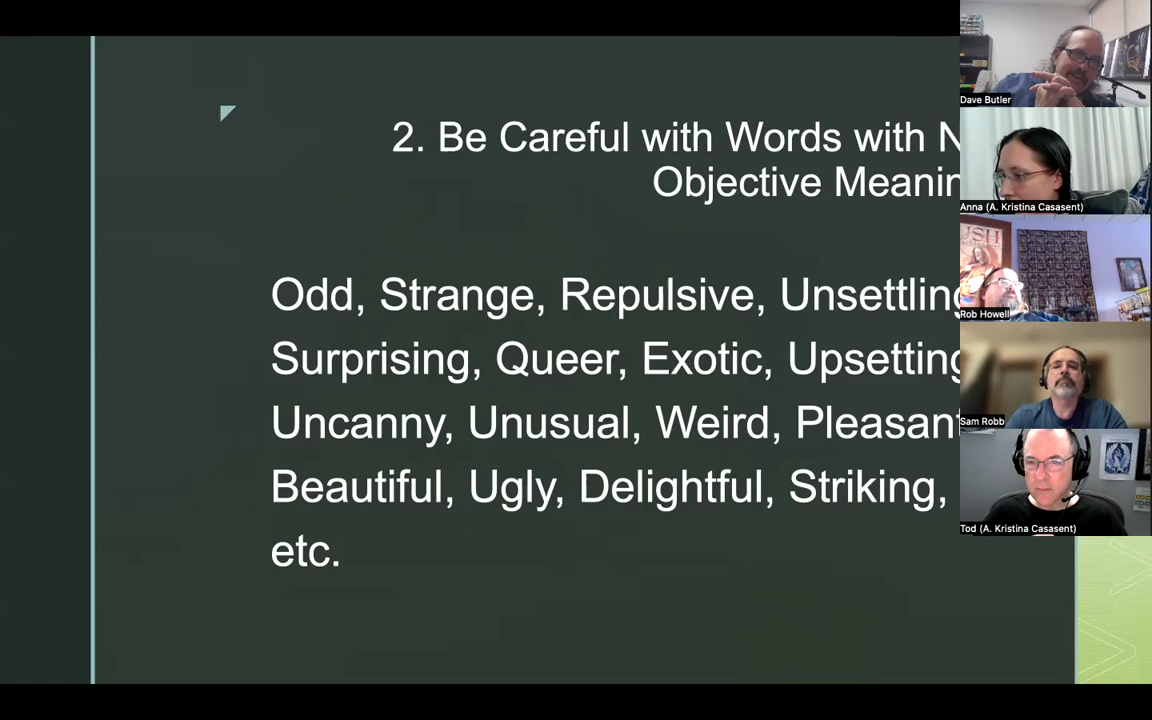 2. Be Careful with Words with N
Objective Meanin
Odd, Strange, Repulsive, Unsettling
Surprising, Queer, Exotic, Upsetting
Uncanny, Unusual, Weird, Pleasant
Beautiful, Ugly, Delightful, Striking,
etc.
Dave Butler
Anna (A. Kristina Casasent)
Rob Howell
Sam Robb
Tod (A. Kristina Casasent)